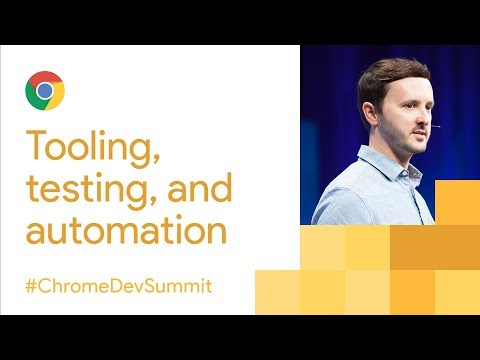 Tooling,
testing, and
automation
#ChromeDevSummit